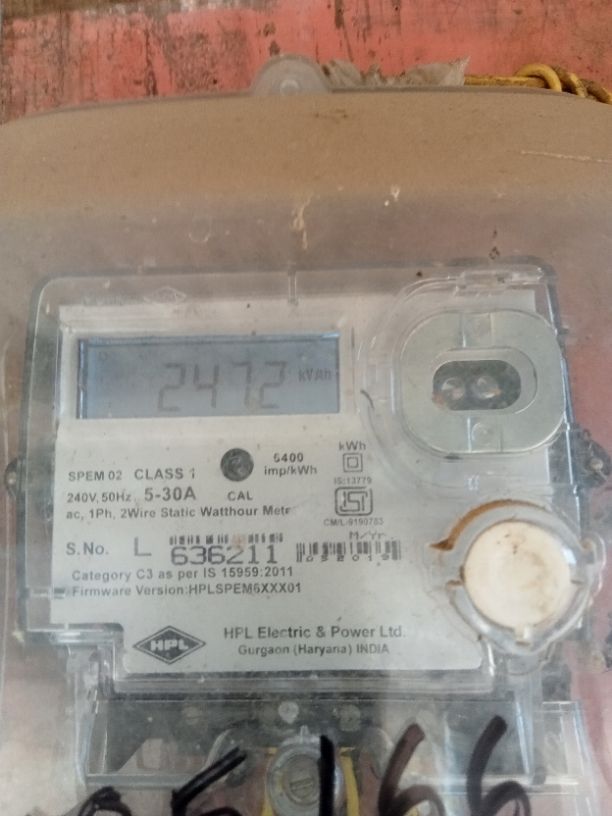 2472 kVAh
SPEM 02 CLASS 1
6400
imp/kWh
kWh
IS:13779
240V, 50Hz 5-30A CAL
ac, 1Ph, 2Wire Static Watthour Metr
CM/L-9190783
M/Yr.
S.No. L 636211
Category C3 as per IS 15959:2011
Firmware Version:HPLSPEM6XXX01
HPL
HPL Electric & Power Ltd.
Gurgaon (Haryana) INDIA
166